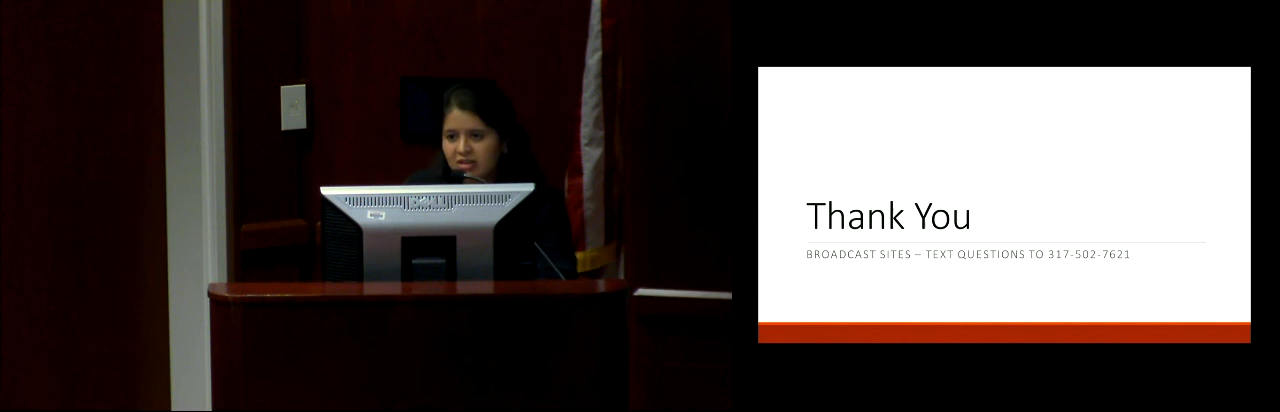 Thank You
BROADCAST SITES – TEXT QUESTIONS TO 317-502-7621